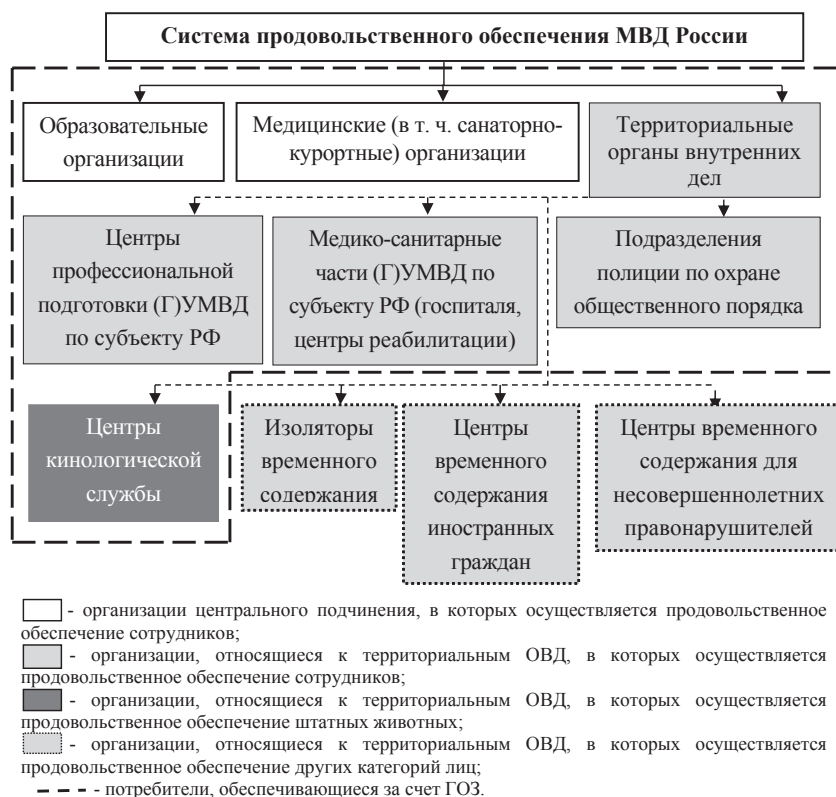 Система продовольственного обеспечения МВД России
Образовательные
организации
Медицинские (в т. ч. санаторно-
курортные) организации
Территориальные
органы внутренних
дел
Центры
профессиональной
подготовки (Г)УМВД
по субъекту РФ
Медико-санитарные
части (Г)УМВД по
субъекту РФ (госпиталя,
центры реабилитации)
Подразделения
полиции по охране
общественного порядка
Центры
кинологической
службы
Изоляторы
временного
содержания
Центры
временного
содержания
иностранных
граждан
Центры временного
содержания для
несовершеннолетних
правонарушителей
- организации центрального подчинения, в которых осуществляется продовольственное
обеспечение сотрудников;
- организации, относящиеся к территориальным ОВД, в которых осуществляется
продовольственное обеспечение сотрудников;
- организации, относящиеся к территориальным ОВД, в которых осуществляется
продовольственное обеспечение штатных животных;
- организации, относящиеся к территориальным ОВД, в которых осуществляется
продовольственное обеспечение других категорий лиц;
- потребители, обеспечивающиеся за счет ГОЗ.